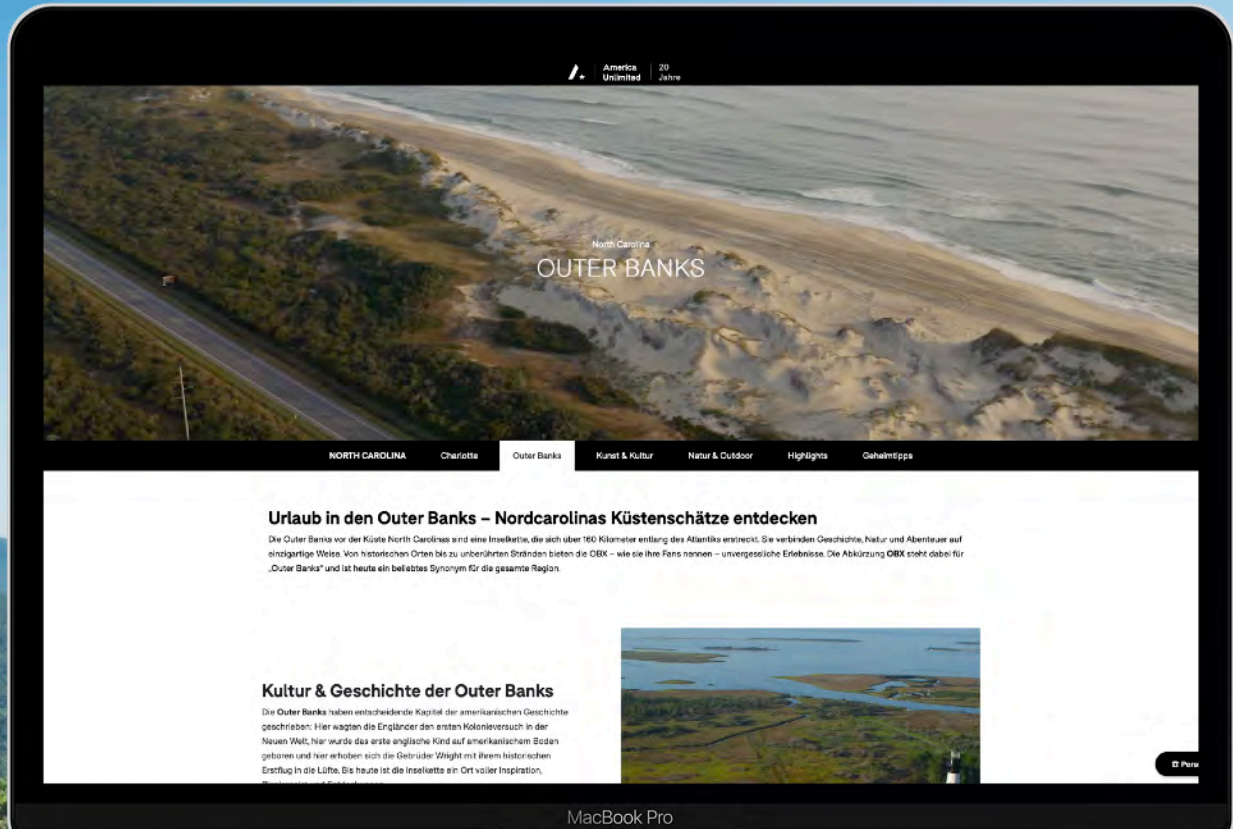 America Unlimited
20 Jahre
North Carolina
OUTER BANKS
NORTH CAROLINA Charlotte Outer Banks Kunst & Kultur Natur & Outdoor Highlights Geheimtipps
Urlaub in den Outer Banks – Nordcarolinas Küstenschätze entdecken
Die Outer Banks vor der Küste North Carolinas sind eine Inselkette, die sich über 160 Kilometer entlang des Atlantiks erstreckt. Sie verbinden Geschichte, Natur und Abenteuer auf
einzigartige Weise. Von historischen Orten bis zu unberührten Stränden bieten die OBX – wie sie ihre Fans nennen – unvergessliche Erlebnisse. Die Abkürzung OBX steht dabei für
„Outer Banks" und ist heute ein beliebtes Synonym für die gesamte Region.
Kultur & Geschichte der Outer Banks
Die Outer Banks haben entscheidende Kapitel der amerikanischen Geschichte
geschrieben: Hier wagten die Engländer den ersten Kolonieversuch in der
Neuen Welt, hier wurde das erste englische Kind auf amerikanischem Boden
geboren und hier erhoben sich die Gebrüder Wright mit ihrem historischen
Erstflug in die Lüfte. Bis heute ist die Inselkette ein Ort voller Inspiration,
Pers
MacBook Pro